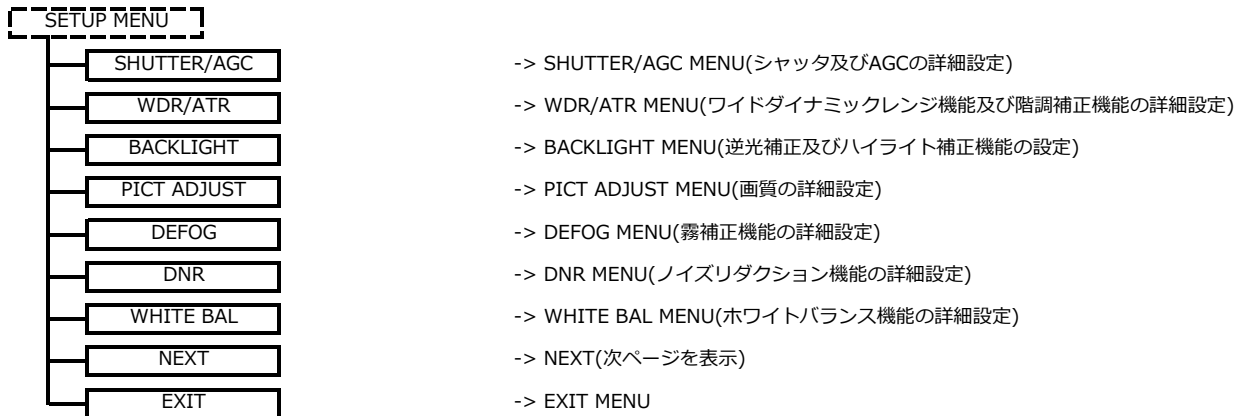 SETUP MENU
SHUTTER/AGC -> SHUTTER/AGC MENU(シャッタ及びAGCの詳細設定)
WDR/ATR -> WDR/ATR MENU(ワイドダイナミックレンジ機能及び階調補正機能の詳細設定)
BACKLIGHT -> BACKLIGHT MENU(逆光補正及びハイライト補正機能の設定)
PICT ADJUST -> PICT ADJUST MENU(画質の詳細設定)
DEFOG -> DEFOG MENU(霧補正機能の詳細設定)
DNR -> DNR MENU(ノイズリダクション機能の詳細設定)
WHITE BAL -> WHITE BAL MENU(ホワイトバランス機能の詳細設定)
NEXT -> NEXT(次ページを表示)
EXIT -> EXIT MENU